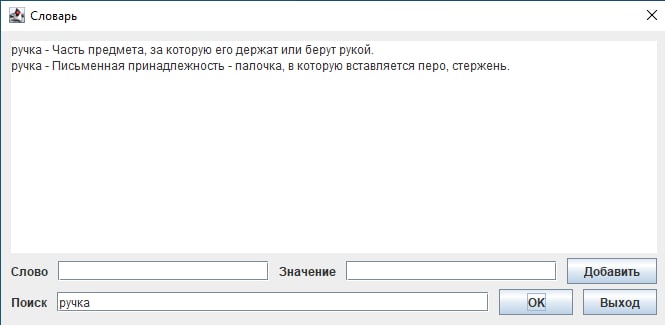 Словарь
ручка - Часть предмета, за которую его держат или берут рукой.
ручка - Письменная принадлежность - палочка, в которую вставляется перо, стержень.
Слово Значение Добавить
Поиск ручка OK Выход